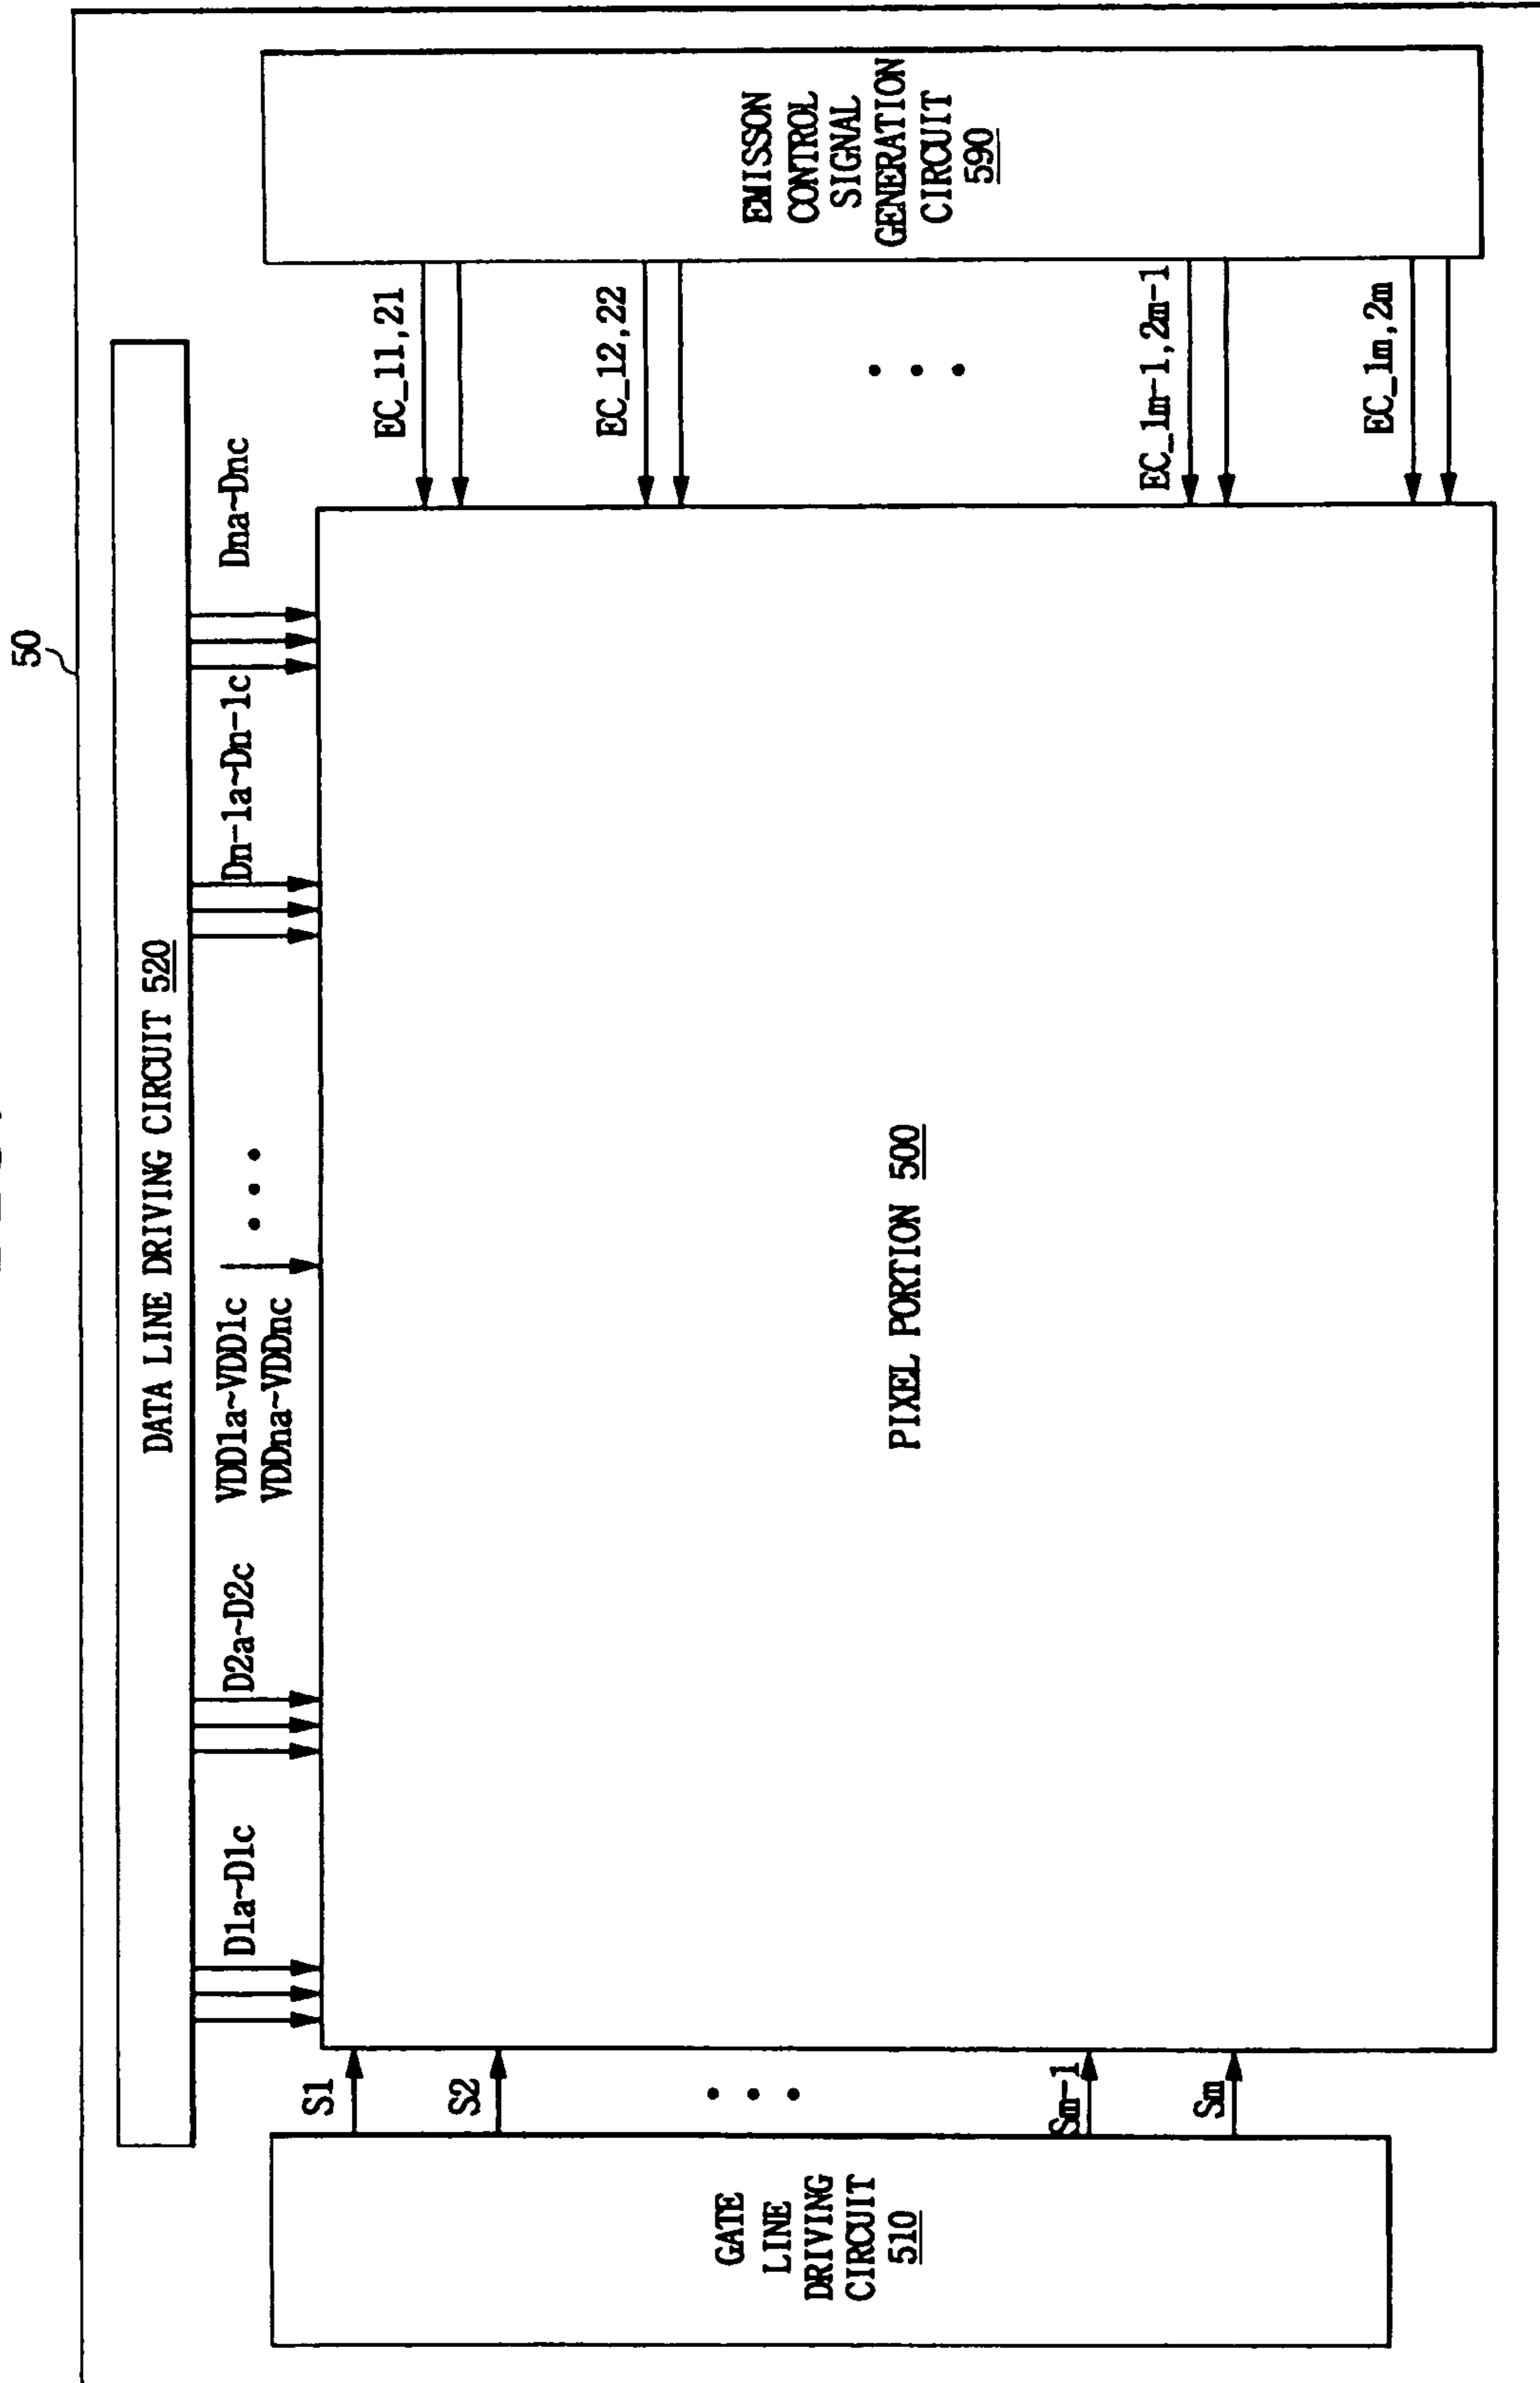 50
DATA LINE DRIVING CIRCUIT 520
D1a~D1c
D2a~D2c
VDD1a~VDD1c
VDDna~VDDnc
Dn-1a~Dn-1c
Dna~Dnc
GATE
LINE
DRIVING
CIRCUIT
510
S1
S2
Sm-1
Sm
PIXEL PORTION 500
EC_11,21
EC_12,22
EC_1m-1,2m-1
EC_1m,2m
EMISSON
CONTROL
SIGNAL
GENERATION
CIRCUIT
590